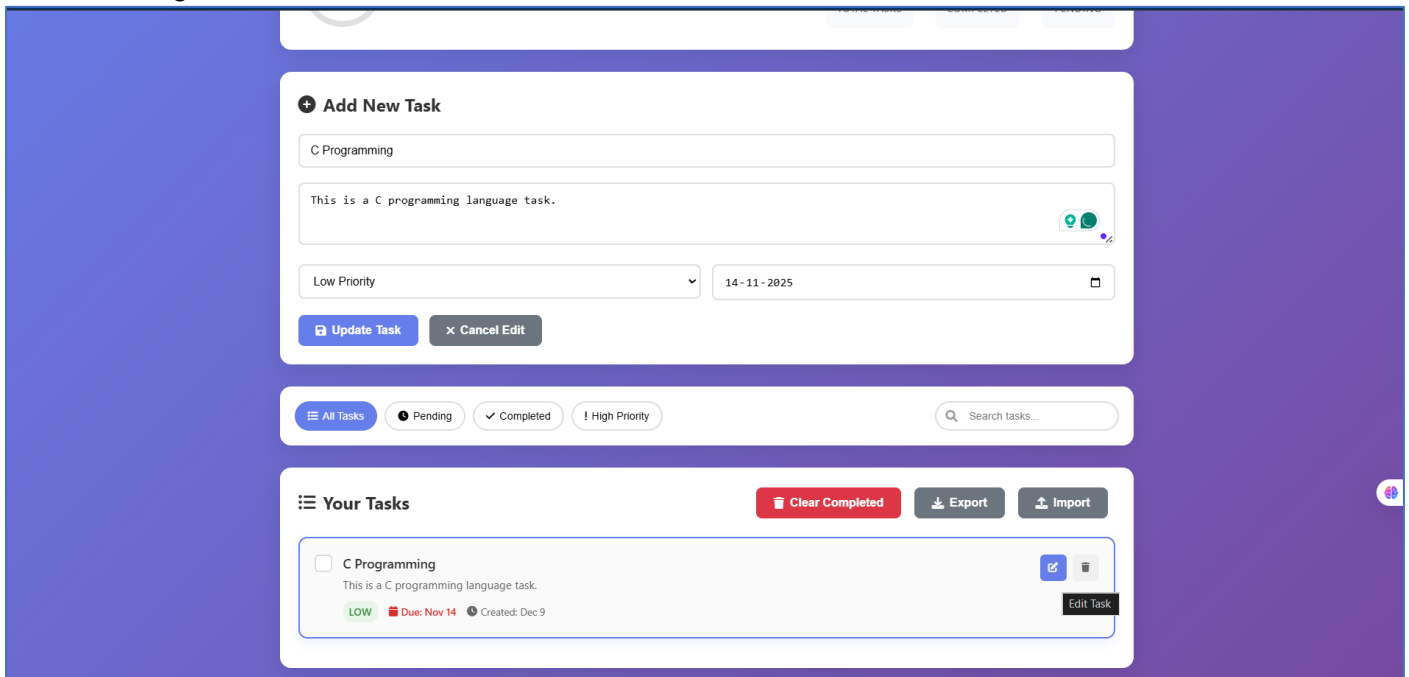 Add New Task
C Programming
This is a C programming language task.
Low Priority 14-11-2025
Update Task Cancel Edit
All Tasks Pending Completed ! High Priority Search tasks...
Your Tasks Clear Completed Export Import
C Programming
This is a C programming language task.
LOW Due: Nov 14 Created: Dec 9
Edit Task